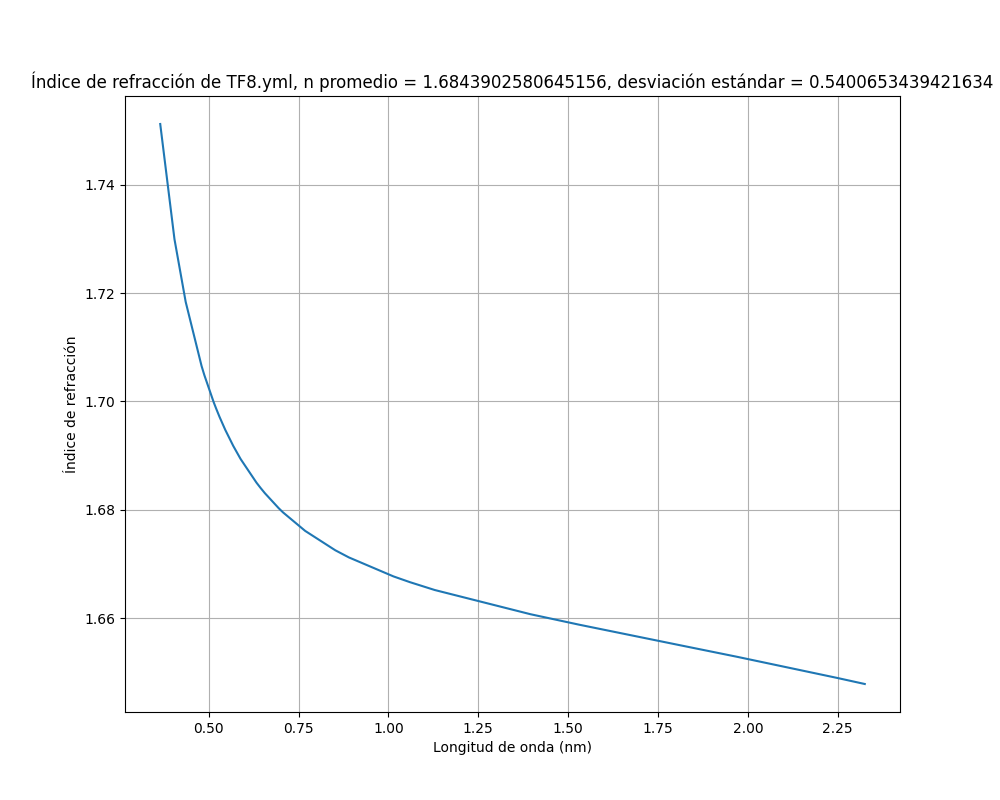 Índice de refracción de TF8.yml, n promedio = 1.6843902580645156, desviación estándar = 0.5400653439421634
1.74
1.72
1.70
1.68
1.66
Índice de refracción
0.50 0.75 1.00 1.25 1.50 1.75 2.00 2.25
Longitud de onda (nm)